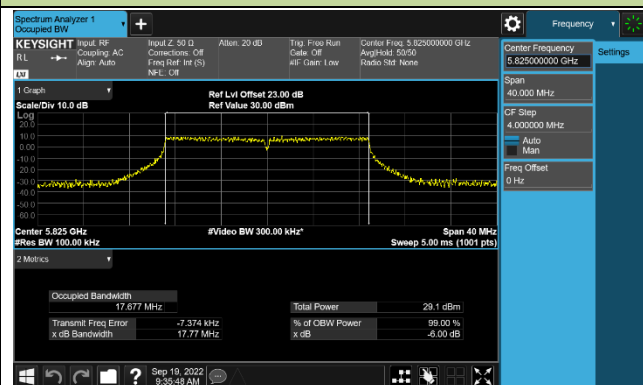 Spectrum Analyzer 1
Occupied BW
Frequency
KEYSIGHT
RL
LXI
Input: RF
Coupling: AC
Align: Auto
Input Z: 50 Ω
Corrections: Off
Freq Ref: Int (S)
NFE: Off
Atten: 20 dB
Trig: Free Run
Gate: Off
#IF Gain: Low
Center Freq: 5.825000000 GHz
Avg|Hold: 50/50
Radio Std: None
Center Frequency
5.825000000 GHz
Settings
Span
40.000 MHz
CF Step
4.000000 MHz
Auto
Man
Freq Offset
0 Hz
1 Graph
Scale/Div 10.0 dB
Ref Lvl Offset 23.00 dB
Ref Value 30.00 dBm
Log
20.0
10.0
0.00
-10.0
-20.0
-30.0
-40.0
-50.0
-60.0
Center 5.825 GHz
#Res BW 100.00 kHz
#Video BW 300.00 kHz*
Span 40 MHz
Sweep 5.00 ms (1001 pts)
2 Metrics
Occupied Bandwidth
17.677 MHz
Total Power 29.1 dBm
Transmit Freq Error -7.374 kHz
% of OBW Power 99.00 %
x dB Bandwidth 17.77 MHz
x dB -6.00 dB
Sep 19, 2022
9:35:48 AM